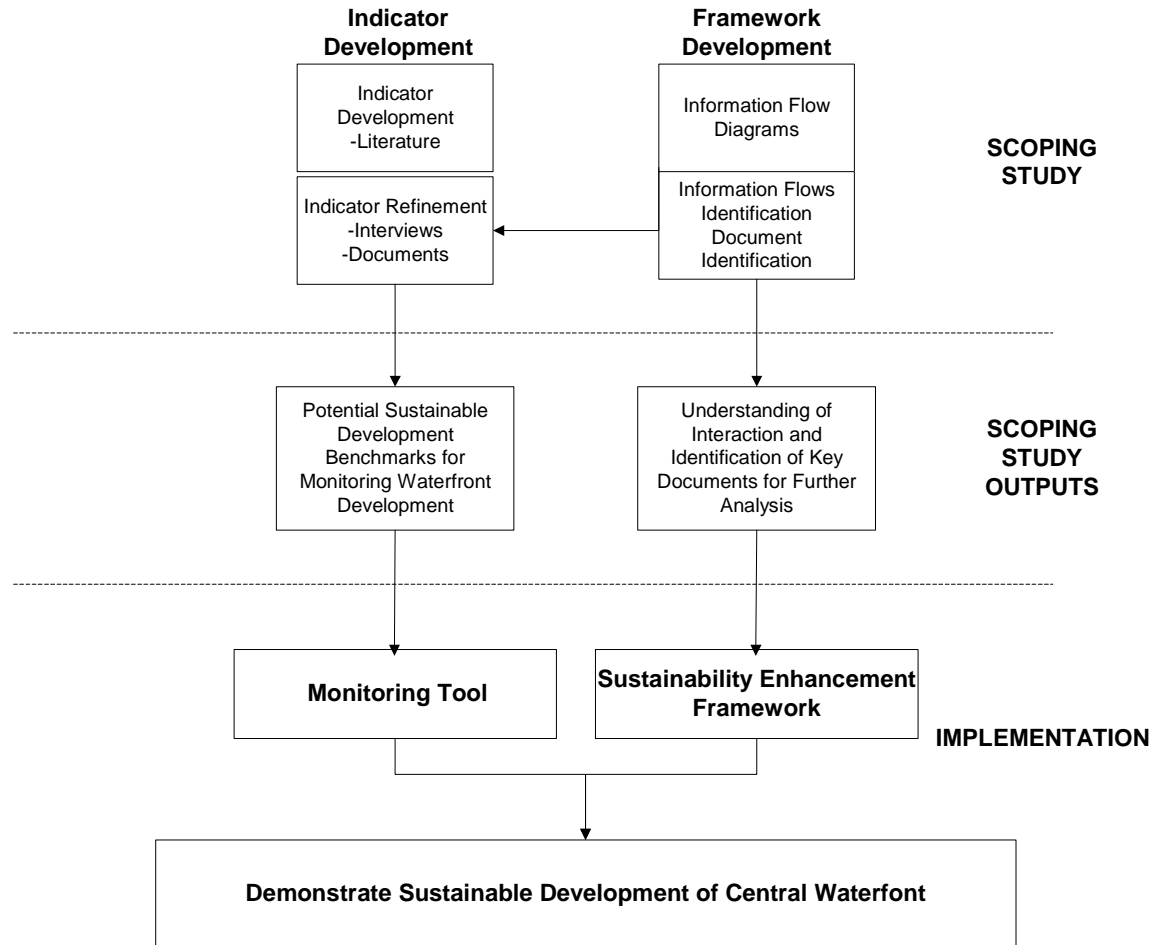 Indicator
Development
Framework
Development
Indicator
Development
-Literature
Information Flow
Diagrams
SCOPING
STUDY
Indicator Refinement
-Interviews
-Documents
Information Flows
Identification
Document
Identification
Potential Sustainable
Development
Benchmarks for
Monitoring Waterfront
Development
Understanding of
Interaction and
Identification of Key
Documents for Further
Analysis
SCOPING
STUDY
OUTPUTS
Monitoring Tool
Sustainability Enhancement
Framework
IMPLEMENTATION
Demonstrate Sustainable Development of Central Waterfont